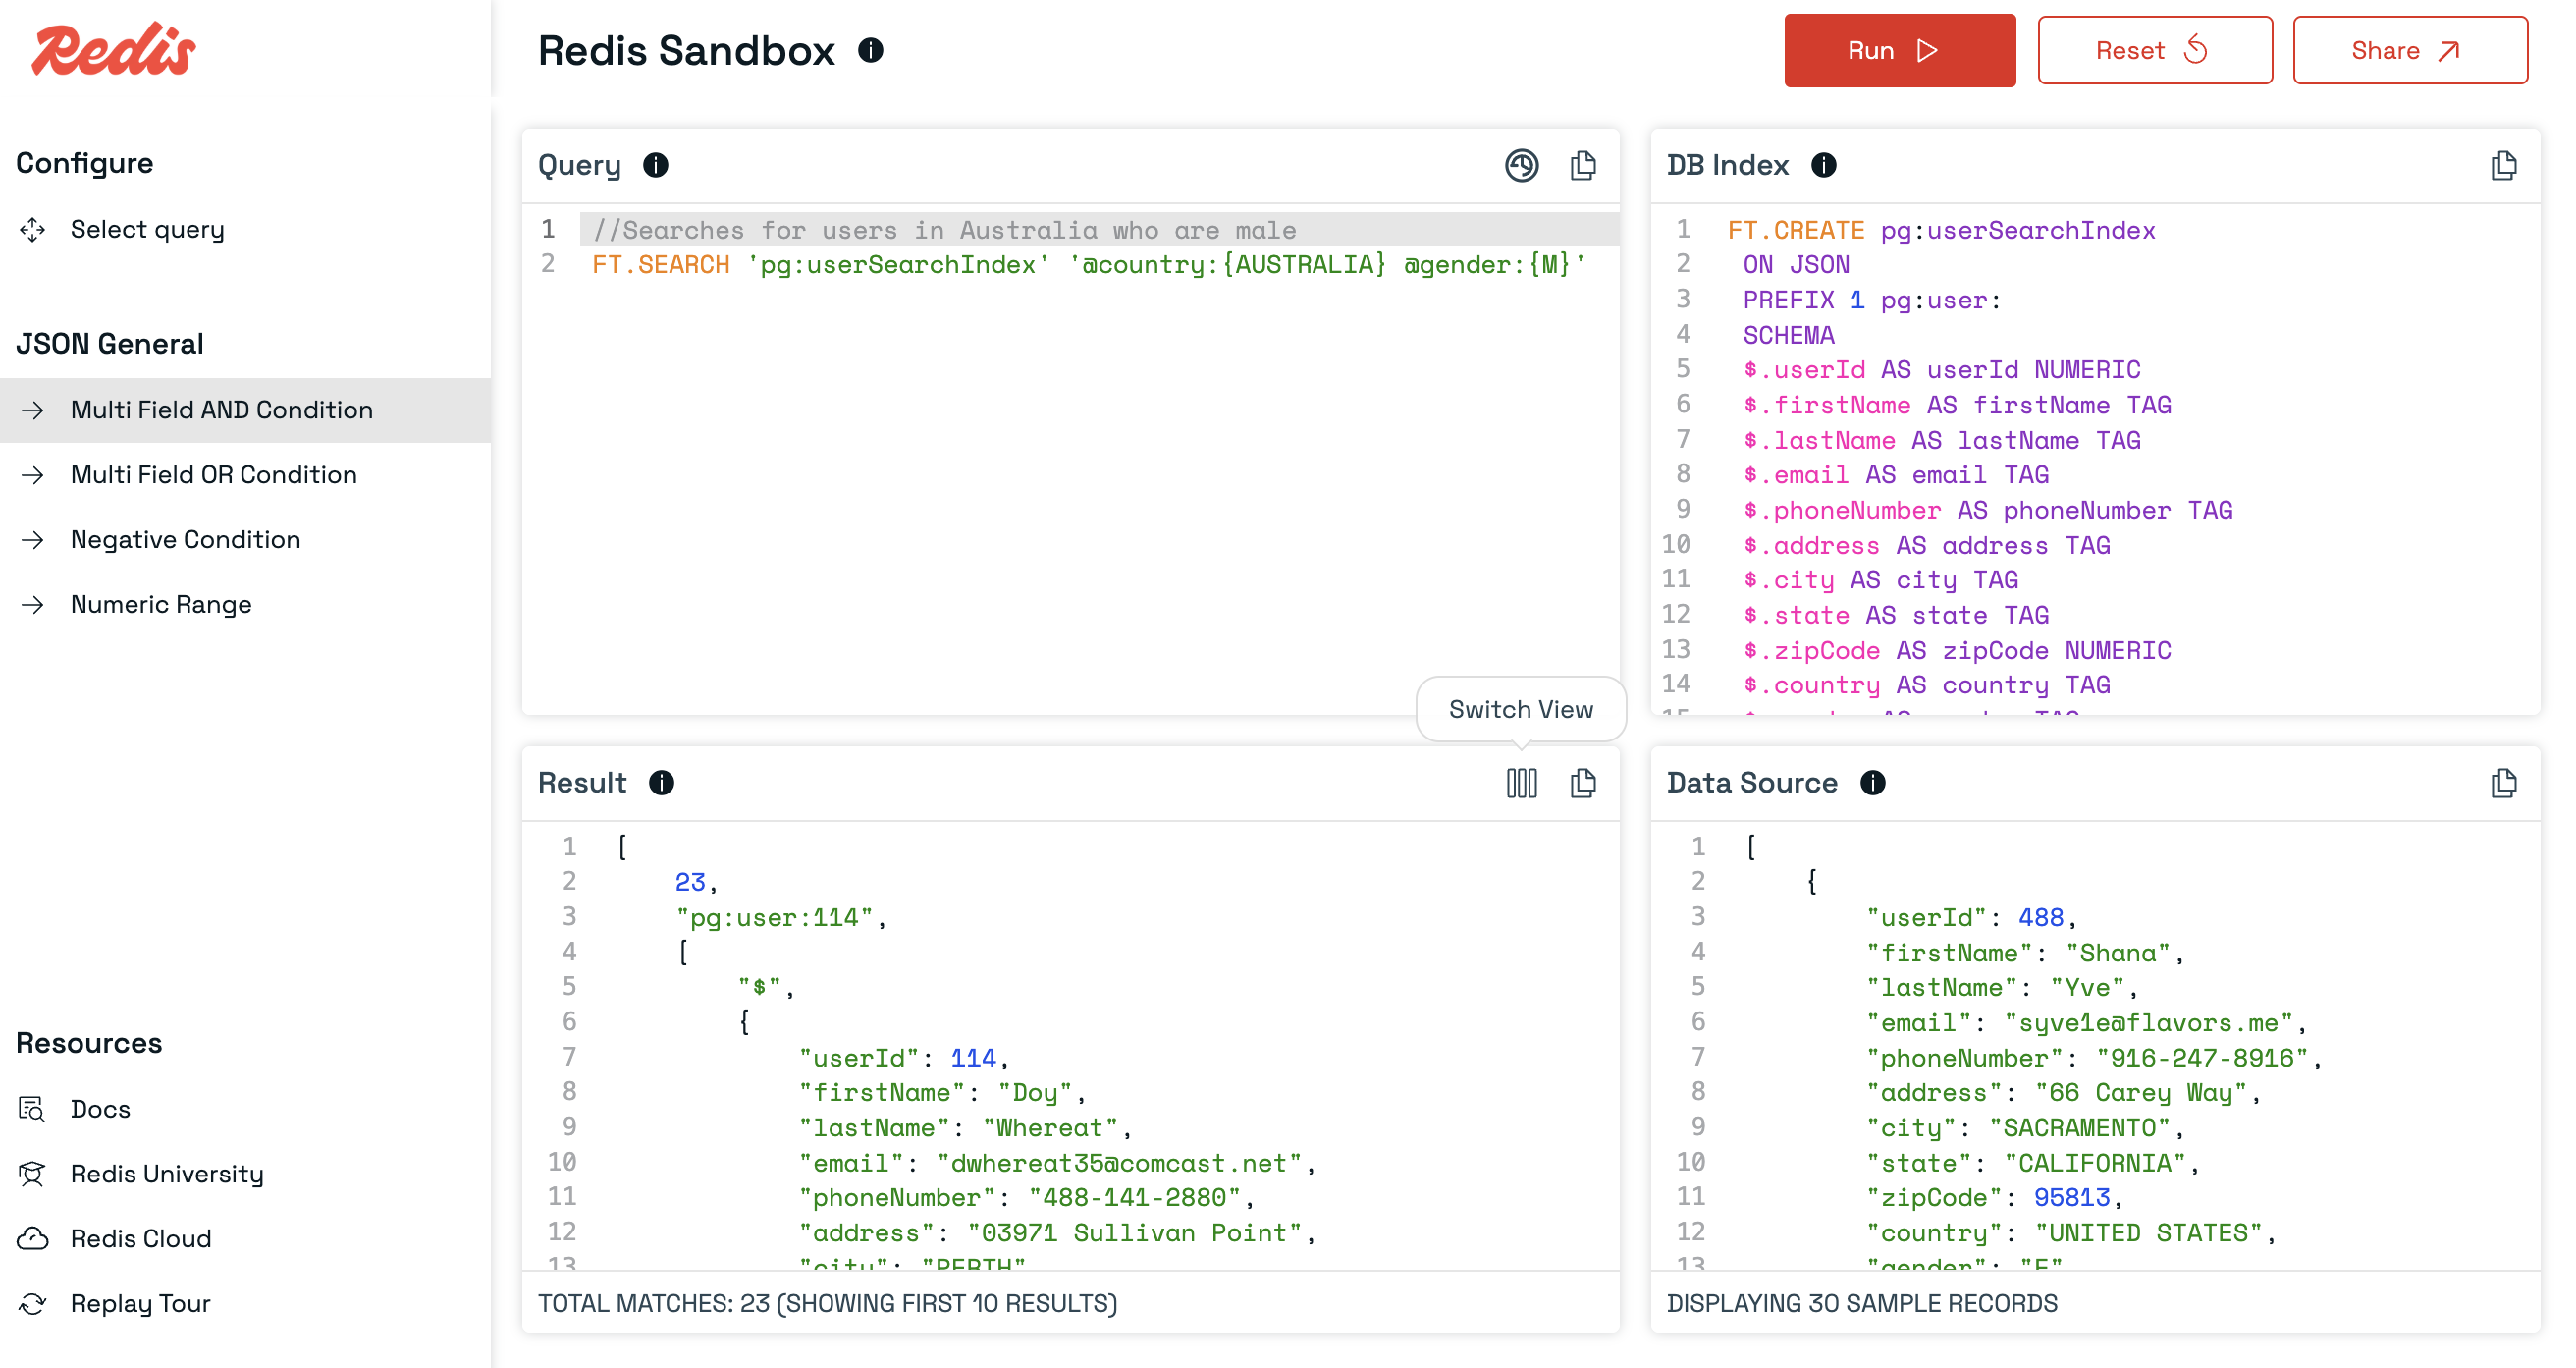 Redis
Configure
Select query
JSON General
Multi Field AND Condition
Multi Field OR Condition
Negative Condition
Numeric Range
Resources
Docs
Redis University
Redis Cloud
Replay Tour
Redis Sandbox
Run
Reset
Share
Query
1 //Searches for users in Australia who are male
2 FT.SEARCH 'pg:userSearchIndex' '@country:{AUSTRALIA} @gender:{M}'
DB Index
1 FT.CREATE pg:userSearchIndex
2 ON JSON
3 PREFIX 1 pg:user:
4 SCHEMA
5 $.userId AS userId NUMERIC
6 $.firstName AS firstName TAG
7 $.lastName AS lastName TAG
8 $.email AS email TAG
9 $.phoneNumber AS phoneNumber TAG
10 $.address AS address TAG
11 $.city AS city TAG
12 $.state AS state TAG
13 $.zipCode AS zipCode NUMERIC
14 $.country AS country TAG
Switch View
Result
1 [
2 23,
3 "pg:user:114",
4 [
5 "$",
6 {
7 "userId": 114,
8 "firstName": "Doy",
9 "lastName": "Whereat",
10 "email": "dwhereat35@comcast.net",
11 "phoneNumber": "488-141-2880",
12 "address": "03971 Sullivan Point",
13 "city": "PERTH"
TOTAL MATCHES: 23 (SHOWING FIRST 10 RESULTS)
Data Source
1 [
2 {
3 "userId": 488,
4 "firstName": "Shana",
5 "lastName": "Yve",
6 "email": "syve1e@flavors.me",
7 "phoneNumber": "916-247-8916",
8 "address": "66 Carey Way",
9 "city": "SACRAMENTO",
10 "state": "CALIFORNIA",
11 "zipCode": 95813,
12 "country": "UNITED STATES",
13 "gender": "F"
DISPLAYING 30 SAMPLE RECORDS